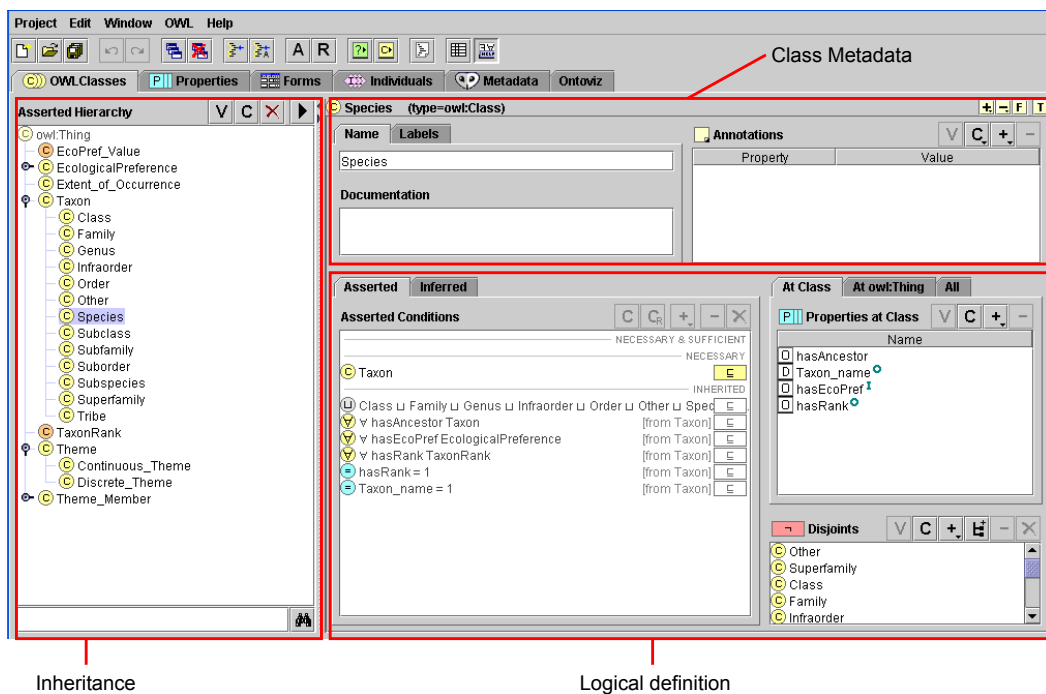 Project Edit Window OWL Help
A R
Class Metadata
OWLClasses Properties Forms Individuals Metadata Ontoviz
Asserted Hierarchy V C
Species (type=owl:Class) F T
owl:Thing
EcoPref_Value
EcologicalPreference
Extent_of_Occurrence
Taxon
Class
Family
Genus
Infraorder
Order
Other
Species
Subclass
Subfamily
Suborder
Subspecies
Superfamily
Tribe
TaxonRank
Theme
Continuous_Theme
Discrete_Theme
Theme_Member
Name Labels
Species
Documentation
Annotations V C + −
Property Value
Asserted Inferred
Asserted Conditions C CR + −
NECESSARY & SUFFICIENT
NECESSARY
Taxon ⊑
INHERITED
Class ⊔ Family ⊔ Genus ⊔ Infraorder ⊔ Order ⊔ Other ⊔ Spec ⊑
∀ hasAncestor Taxon [from Taxon] ⊑
∀ hasEcoPref EcologicalPreference [from Taxon] ⊑
∀ hasRank TaxonRank [from Taxon] ⊑
hasRank = 1 [from Taxon] ⊑
Taxon_name = 1 [from Taxon] ⊑
At Class At owl:Thing All
Properties at Class V C + −
Name
O hasAncestor
D Taxon_name
O hasEcoPref I
O hasRank
¬ Disjoints V C + −
Other
Superfamily
Class
Family
Infraorder
Inheritance
Logical definition